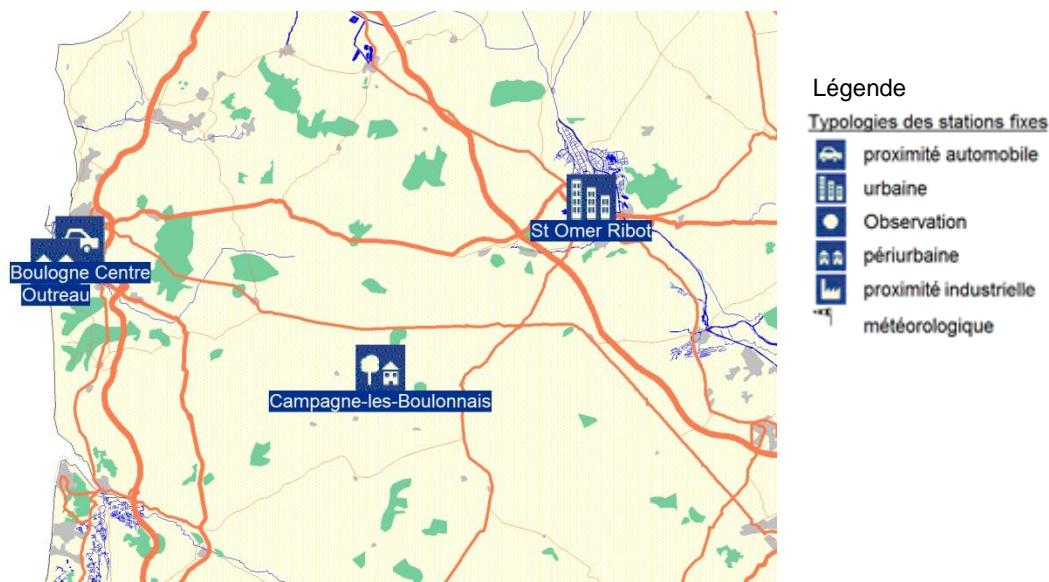 Légende
Typologies des stations fixes
proximité automobile
urbaine
Observation
périurbaine
proximité industrielle
météorologique
St Omer Ribot
Boulogne Centre
Outreau
Campagne-les-Boulonnais